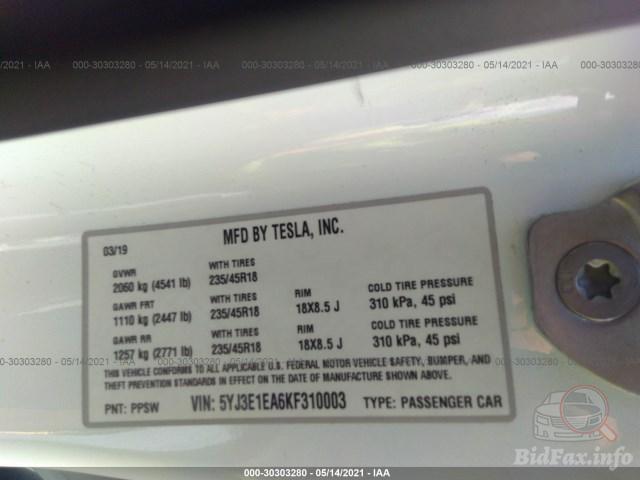 000-30303280 - 05/14/2021 - IAA
MFD BY TESLA, INC.
03/19
GVWR
2060 kg (4541 lb)
WITH TIRES
235/45R18
GAWR FRT
1110 kg (2447 lb)
WITH TIRES
235/45R18
RIM
18X8.5 J
COLD TIRE PRESSURE
310 kPa, 45 psi
GAWR RR
1257 kg (2771 lb)
WITH TIRES
235/45R18
RIM
18X8.5 J
COLD TIRE PRESSURE
310 kPa, 45 psi
THIS VEHICLE CONFORMS TO ALL APPLICABLE U.S. FEDERAL MOTOR VEHICLE SAFETY, BUMPER, AND
THEFT PREVENTION STANDARDS IN EFFECT ON THE DATE OF MANUFACTURE SHOWN ABOVE.
PNT: PPSW
VIN: 5YJ3E1EA6KF310003
TYPE: PASSENGER CAR
BidFax.info
000-30303280 - 05/14/2021 - IAA